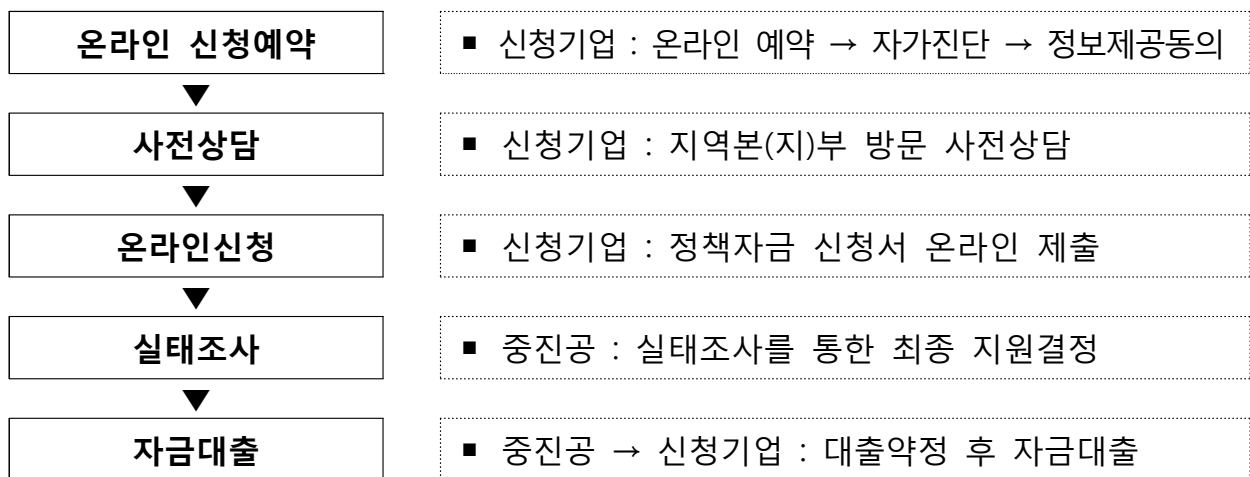 온라인 신청예약
■ 신청기업 : 온라인 예약 → 자가진단 → 정보제공동의
▼
사전상담
■ 신청기업 : 지역본(지)부 방문 사전상담
▼
온라인신청
■ 신청기업 : 정책자금 신청서 온라인 제출
▼
실태조사
■ 중진공 : 실태조사를 통한 최종 지원결정
▼
자금대출
■ 중진공 → 신청기업 : 대출약정 후 자금대출